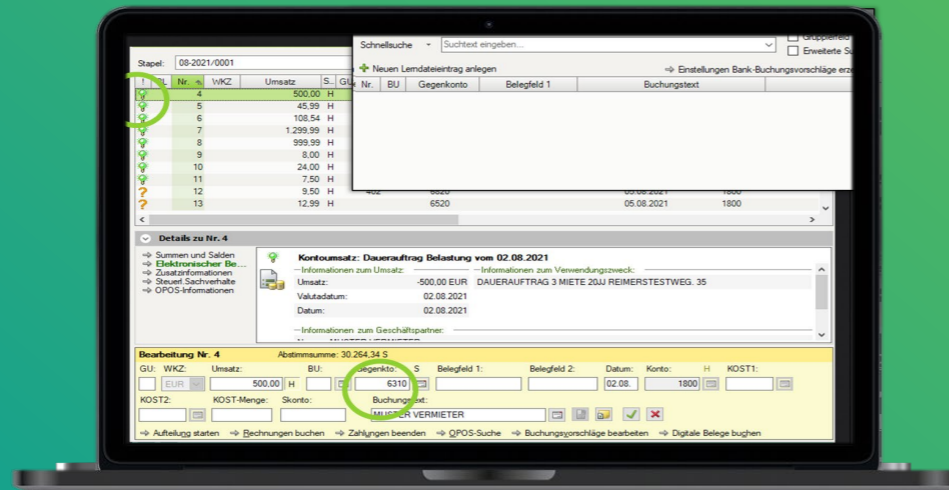 Schnellsuche Suchtext eingeben...
Gruppierfeld
Erweiterte Su
Stapel: 08-2021/0001
Neuen Lerndateieintrag anlegen Einstellungen Bank-Buchungsvorschläge erze
! BL Nr. WKZ Umsatz S.. GU Nr. BU Gegenkonto Belegfeld 1 Buchungstext
4 500,00 H
5 45,99 H
6 108,54 H
7 1.299,99 H
8 999,99 H
9 8,00 H
10 24,00 H
11 7,50 H
? 12 9,50 H 402 6820 05.08.2021 1800
? 13 12,99 H 6520 05.08.2021 1800
Details zu Nr. 4
Summen und Salden
Elektronischer Be...
Zusatzinformationen
Steuerl.Sachverhalte
OPOS-Informationen
Kontoumsatz: Dauerauftrag Belastung vom 02.08.2021
Informationen zum Umsatz: Informationen zum Verwendungszweck:
Umsatz: -500,00 EUR DAUERAUFTRAG 3 MIETE 20JJ REIMERSTESTWEG. 35
Valutadatum: 02.08.2021
Datum: 02.08.2021
Informationen zum Geschäftspartner:
MUSTER VERMIETER
Bearbeitung Nr. 4 Abstimmsumme: 30.264,34 S
GU: WKZ: Umsatz: BU: Gegenkto: S Belegfeld 1: Belegfeld 2: Datum: Konto: H KOST1:
EUR 500,00 H 6310 02.08. 1800
KOST2: KOST-Menge: Skonto: Buchungstext:
MUSTER VERMIETER
Aufteilung starten Rechnungen buchen Zahlungen beenden OPOS-Suche Buchungsvorschläge bearbeiten Digitale Belege buchen